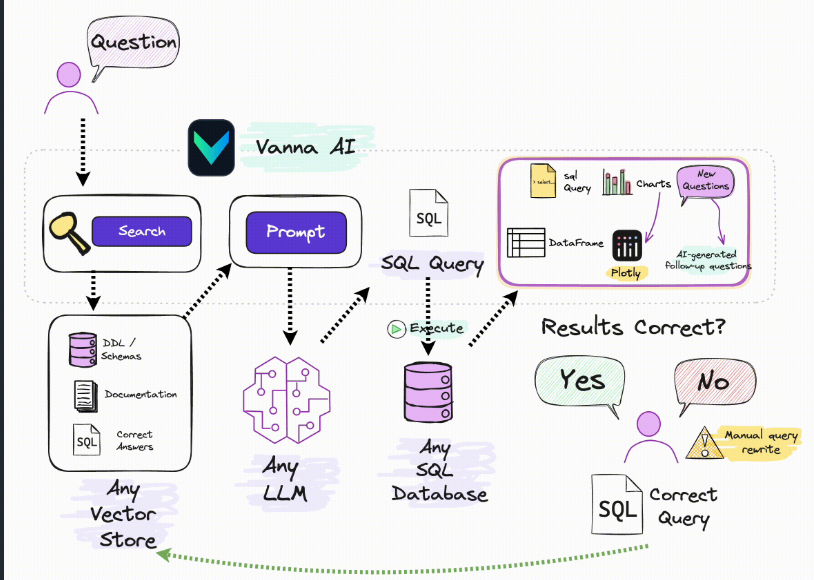 Question
Vanna AI
Search
Prompt
SQL
SQL Query
> select...
sql
Query
Charts
New
Questions
DataFrame
Plotly
AI-generated
follow-up questions
DDL /
Schemas
Documentation
SQL
Correct
Answers
Any
Vector
Store
Any
LLM
Execute
Any
SQL
Database
Results Correct?
Yes
No
Manual query
rewrite
SQL
Correct
Query